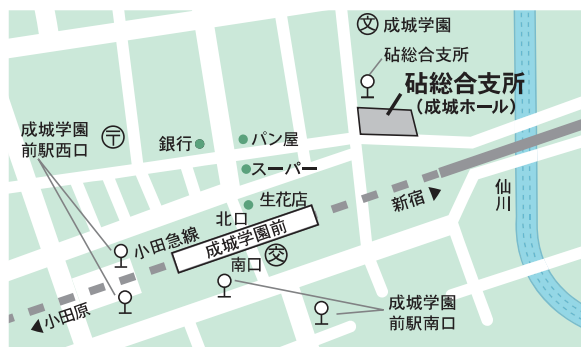 文 成城学園
砧総合支所
砧総合支所
(成城ホール)
成城学園
前駅西口
〒
銀行
パン屋
スーパー
生花店
北口
新宿
仙川
小田急線
成城学園前
南口
交
小田原
成城学園
前駅南口